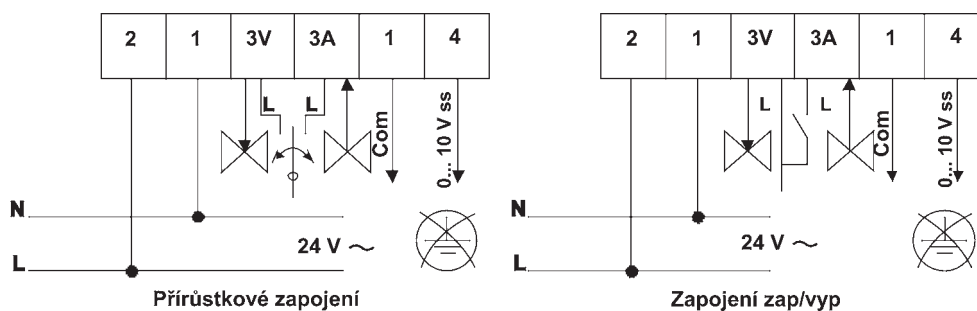 2 1 3V 3A 1 4
L L
Com
0... 10 V ss
N
24 V
L
Přírůstkové zapojení
2 1 3V 3A 1 4
L L
Com
0... 10 V ss
N
24 V
L
Zapojení zap/vyp